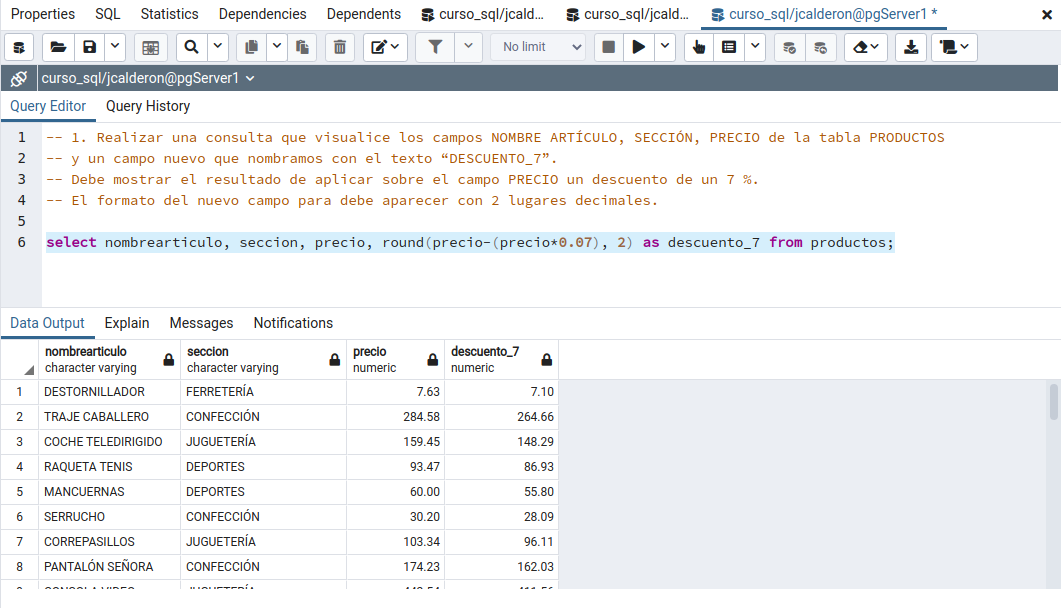 Properties SQL Statistics Dependencies Dependents curso_sql/jcald... curso_sql/jcald... curso_sql/jcalderon@pgServer1 *
No limit
curso_sql/jcalderon@pgServer1
Query Editor Query History
1 -- 1. Realizar una consulta que visualice los campos NOMBRE ARTÍCULO, SECCIÓN, PRECIO de la tabla PRODUCTOS
2 -- y un campo nuevo que nombramos con el texto “DESCUENTO_7”.
3 -- Debe mostrar el resultado de aplicar sobre el campo PRECIO un descuento de un 7 %.
4 -- El formato del nuevo campo para debe aparecer con 2 lugares decimales.
5
6 select nombrearticulo, seccion, precio, round(precio-(precio*0.07), 2) as descuento_7 from productos;
Data Output Explain Messages Notifications
nombrearticulo seccion precio descuento_7
character varying character varying numeric numeric
1 DESTORNILLADOR FERRETERÍA 7.63 7.10
2 TRAJE CABALLERO CONFECCIÓN 284.58 264.66
3 COCHE TELEDIRIGIDO JUGUETERÍA 159.45 148.29
4 RAQUETA TENIS DEPORTES 93.47 86.93
5 MANCUERNAS DEPORTES 60.00 55.80
6 SERRUCHO CONFECCIÓN 30.20 28.09
7 CORREPASILLOS JUGUETERÍA 103.34 96.11
8 PANTALÓN SEÑORA CONFECCIÓN 174.23 162.03